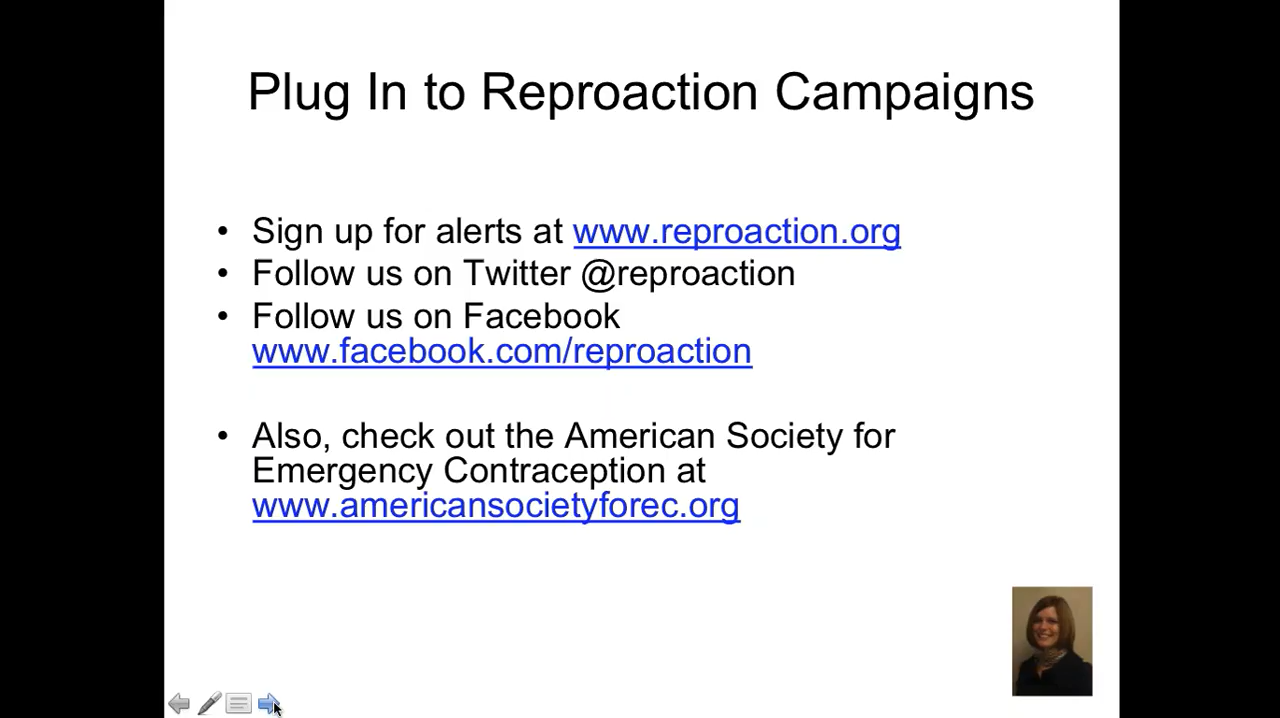 Plug In to Reproaction Campaigns
• Sign up for alerts at www.reproaction.org
• Follow us on Twitter @reproaction
• Follow us on Facebook
www.facebook.com/reproaction
• Also, check out the American Society for
Emergency Contraception at
www.americansocietyforec.org